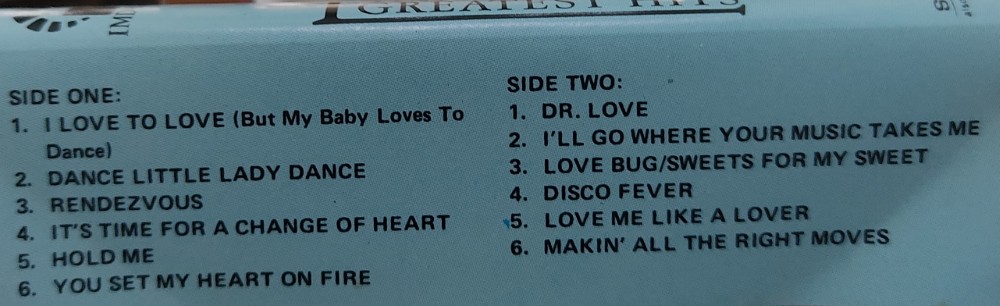 GREATEST HITS
SIDE ONE:
1. I LOVE TO LOVE (But My Baby Loves To
Dance)
2. DANCE LITTLE LADY DANCE
3. RENDEZVOUS
4. IT'S TIME FOR A CHANGE OF HEART
5. HOLD ME
6. YOU SET MY HEART ON FIRE
SIDE TWO:
1. DR. LOVE
2. I'LL GO WHERE YOUR MUSIC TAKES ME
3. LOVE BUG/SWEETS FOR MY SWEET
4. DISCO FEVER
5. LOVE ME LIKE A LOVER
6. MAKIN' ALL THE RIGHT MOVES